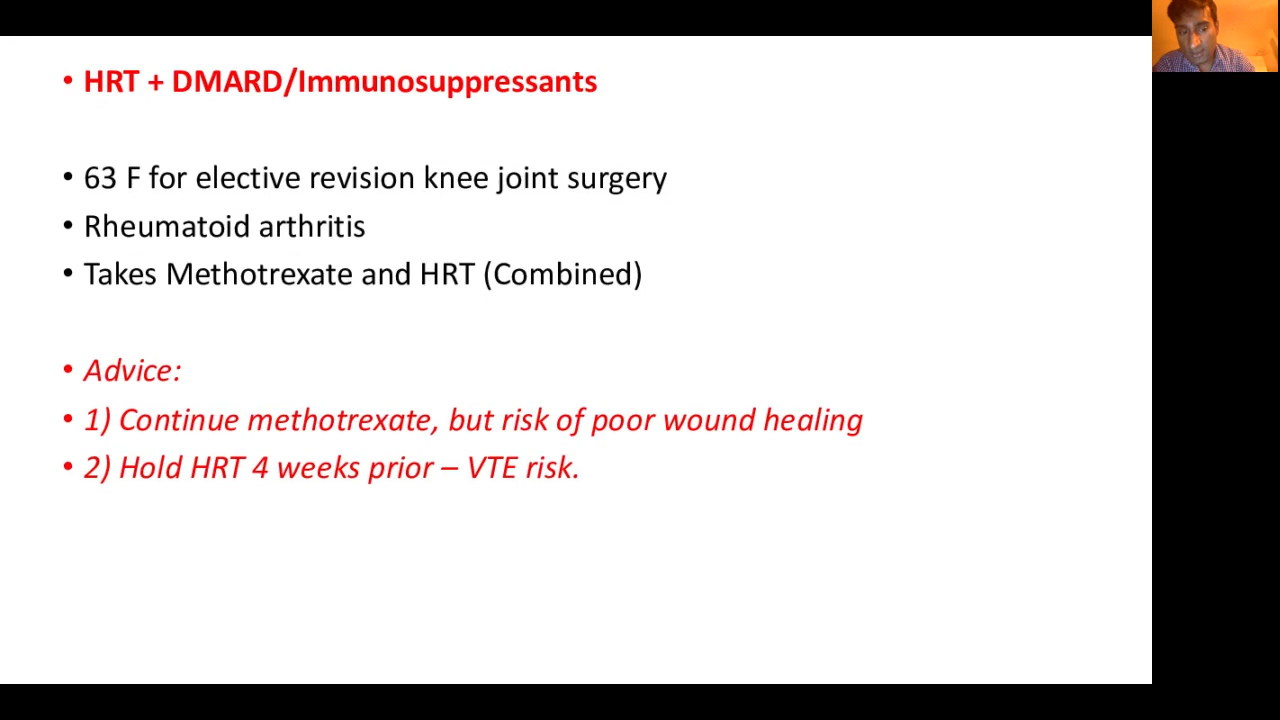 • HRT + DMARD/Immunosuppressants
• 63 F for elective revision knee joint surgery
• Rheumatoid arthritis
• Takes Methotrexate and HRT (Combined)
• Advice:
• 1) Continue methotrexate, but risk of poor wound healing
• 2) Hold HRT 4 weeks prior – VTE risk.